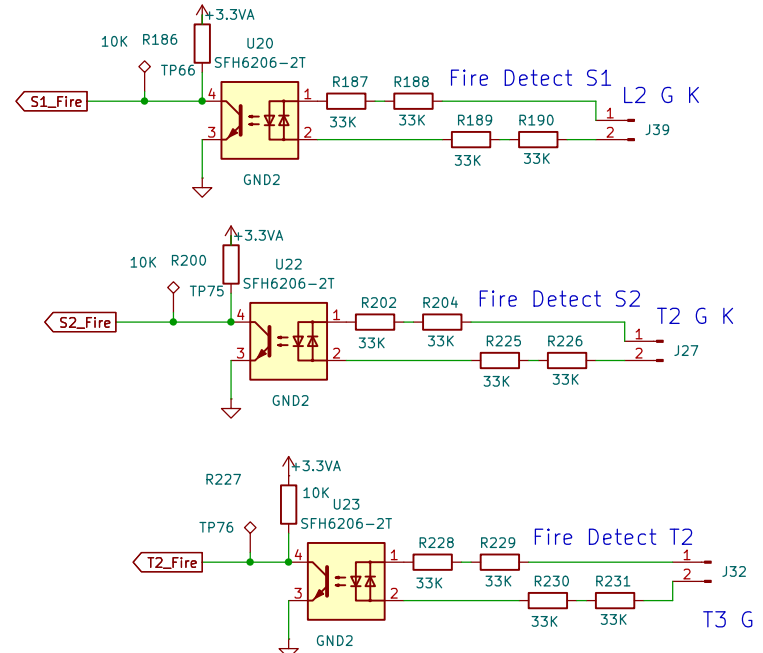 +3.3VA
10K R186
U20
SFH6206-2T
TP66
S1_Fire
4
3
1
2
R187
33K
R188
33K
Fire Detect S1
L2 G K
R189
33K
R190
33K
1
2
J39
GND2
+3.3VA
10K R200
U22
SFH6206-2T
TP75
S2_Fire
4
3
1
2
R202
33K
R204
33K
Fire Detect S2
T2 G K
R225
33K
R226
33K
1
2
J27
GND2
+3.3VA
R227
10K
U23
SFH6206-2T
TP76
T2_Fire
4
3
1
2
R228
33K
R229
33K
Fire Detect T2
R230
33K
R231
33K
1
2
J32
T3 G
GND2